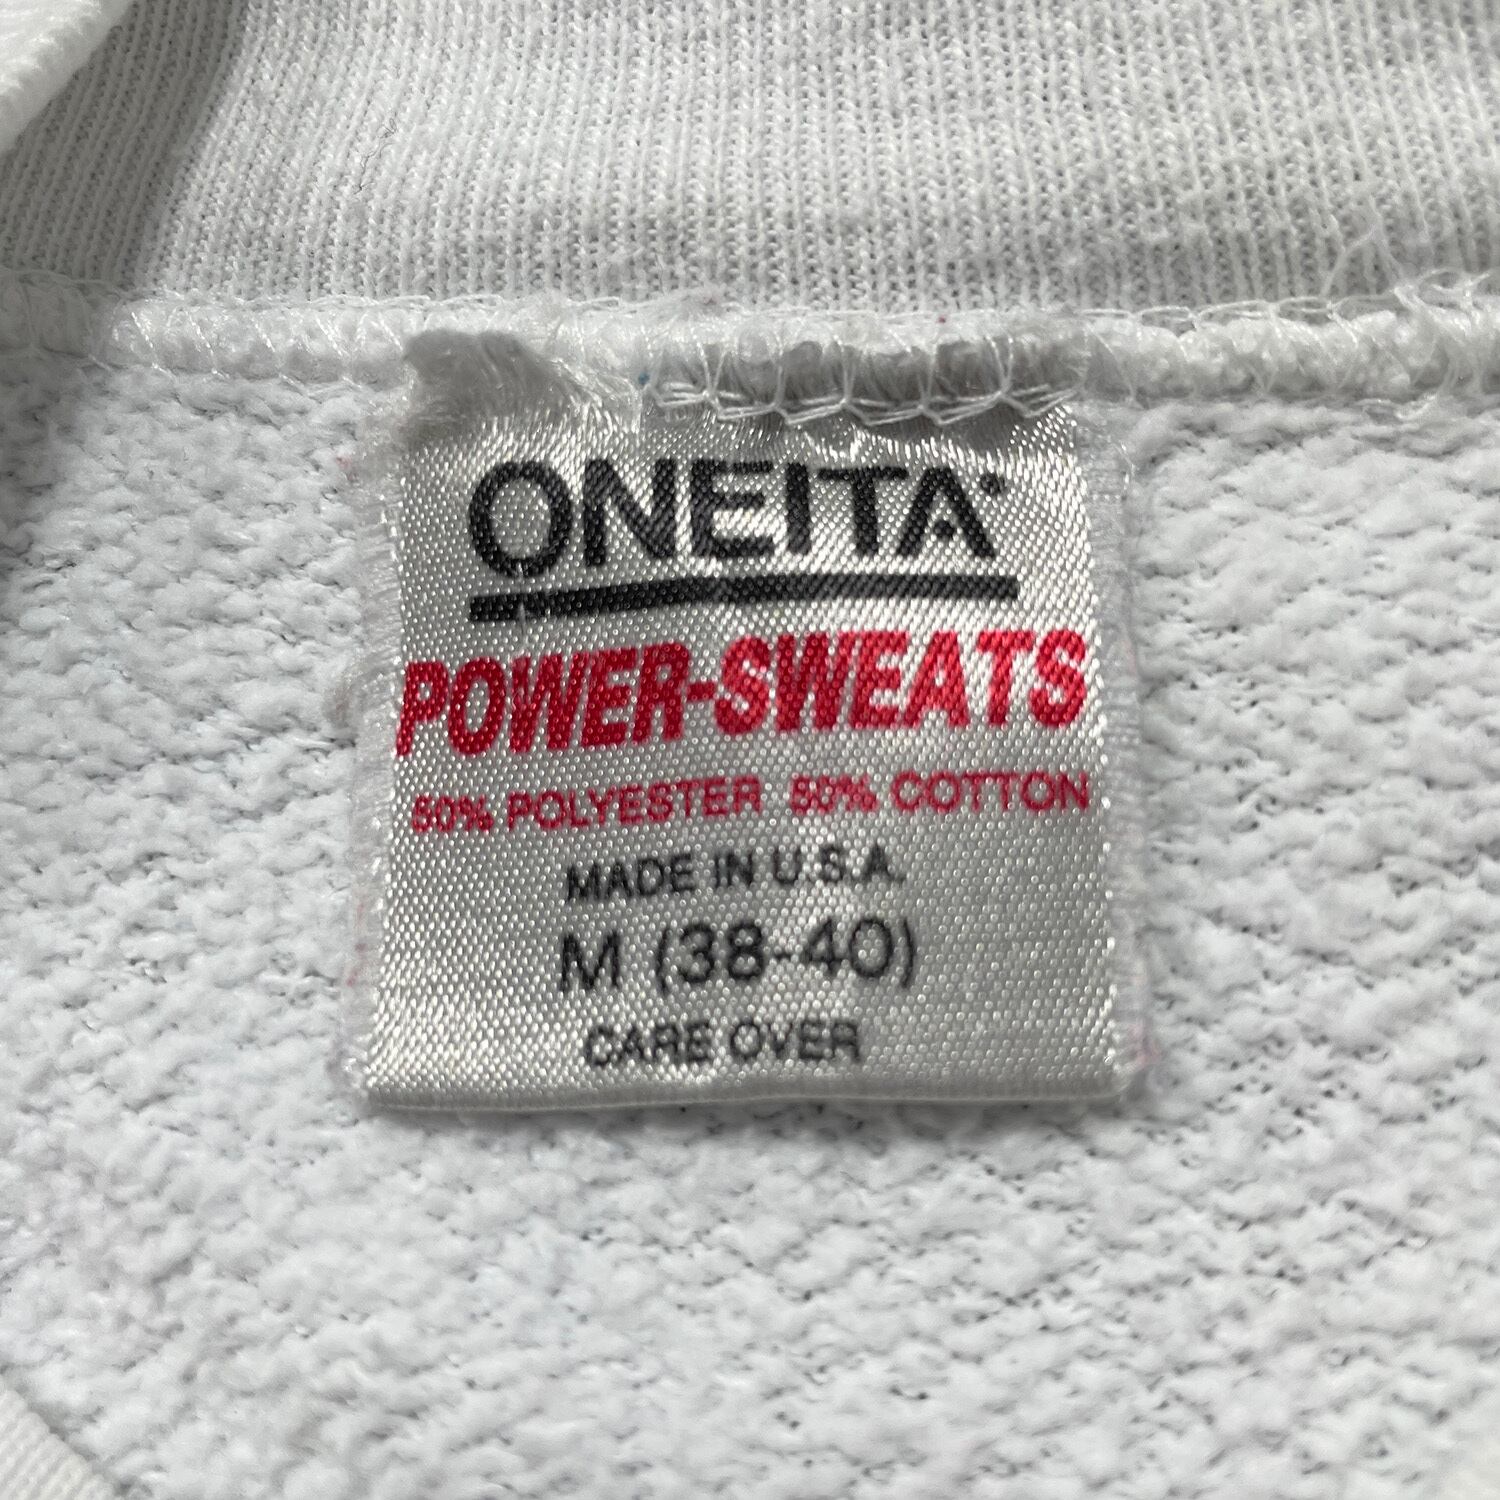 ONEITA
POWER-SWEATS
50% POLYESTER 50% COTTON
MADE IN U.S.A.
M (38-40)
CARE OVER